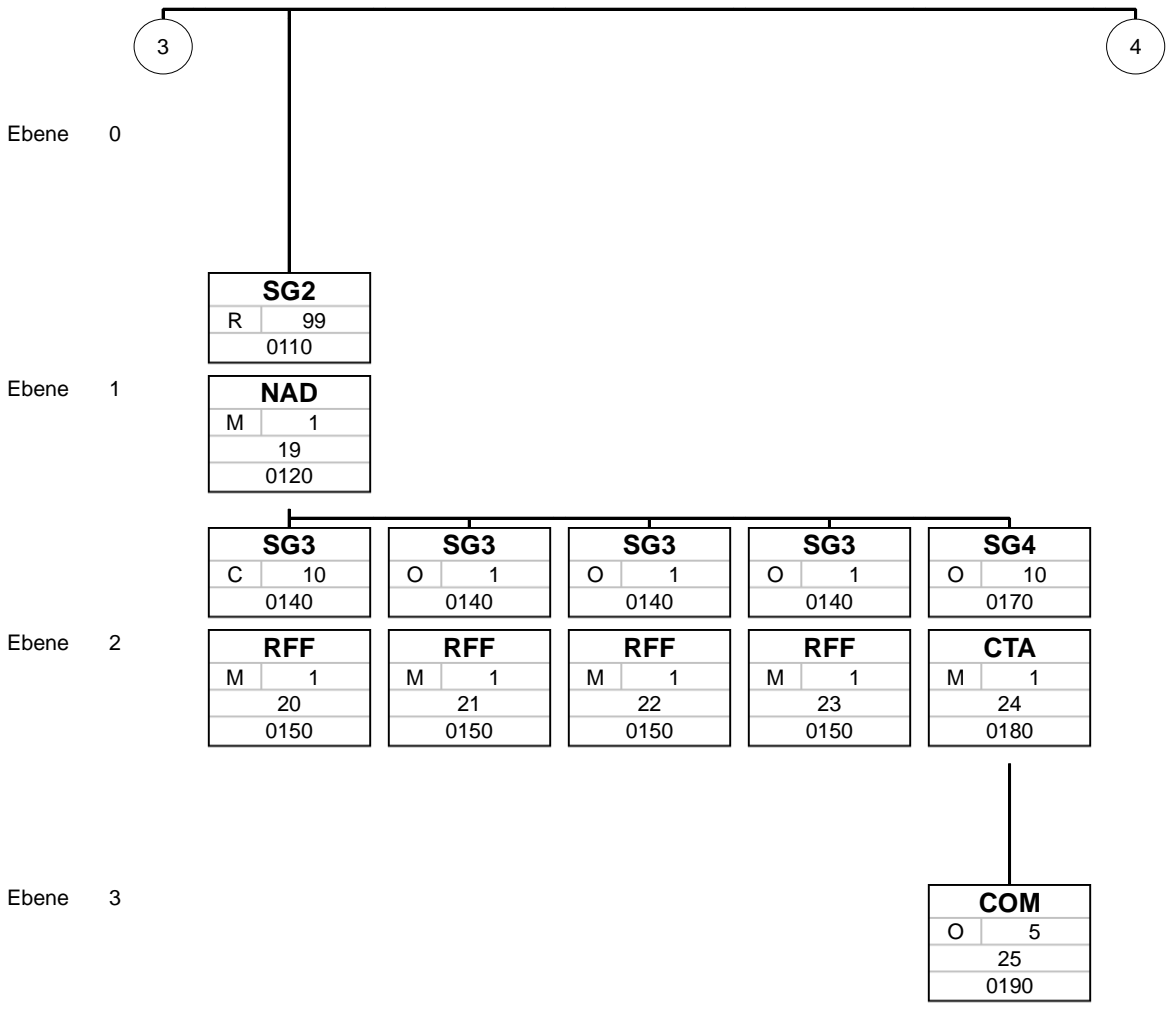 3 4
Ebene 0
SG2
R 99
0110
Ebene 1
NAD
M 1
19
0120
SG3 SG3 SG3 SG3 SG4
C 10 O 1 O 1 O 1 O 10
0140 0140 0140 0140 0170
Ebene 2
RFF RFF RFF RFF CTA
M 1 M 1 M 1 M 1 M 1
20 21 22 23 24
0150 0150 0150 0150 0180
Ebene 3
COM
O 5
25
0190